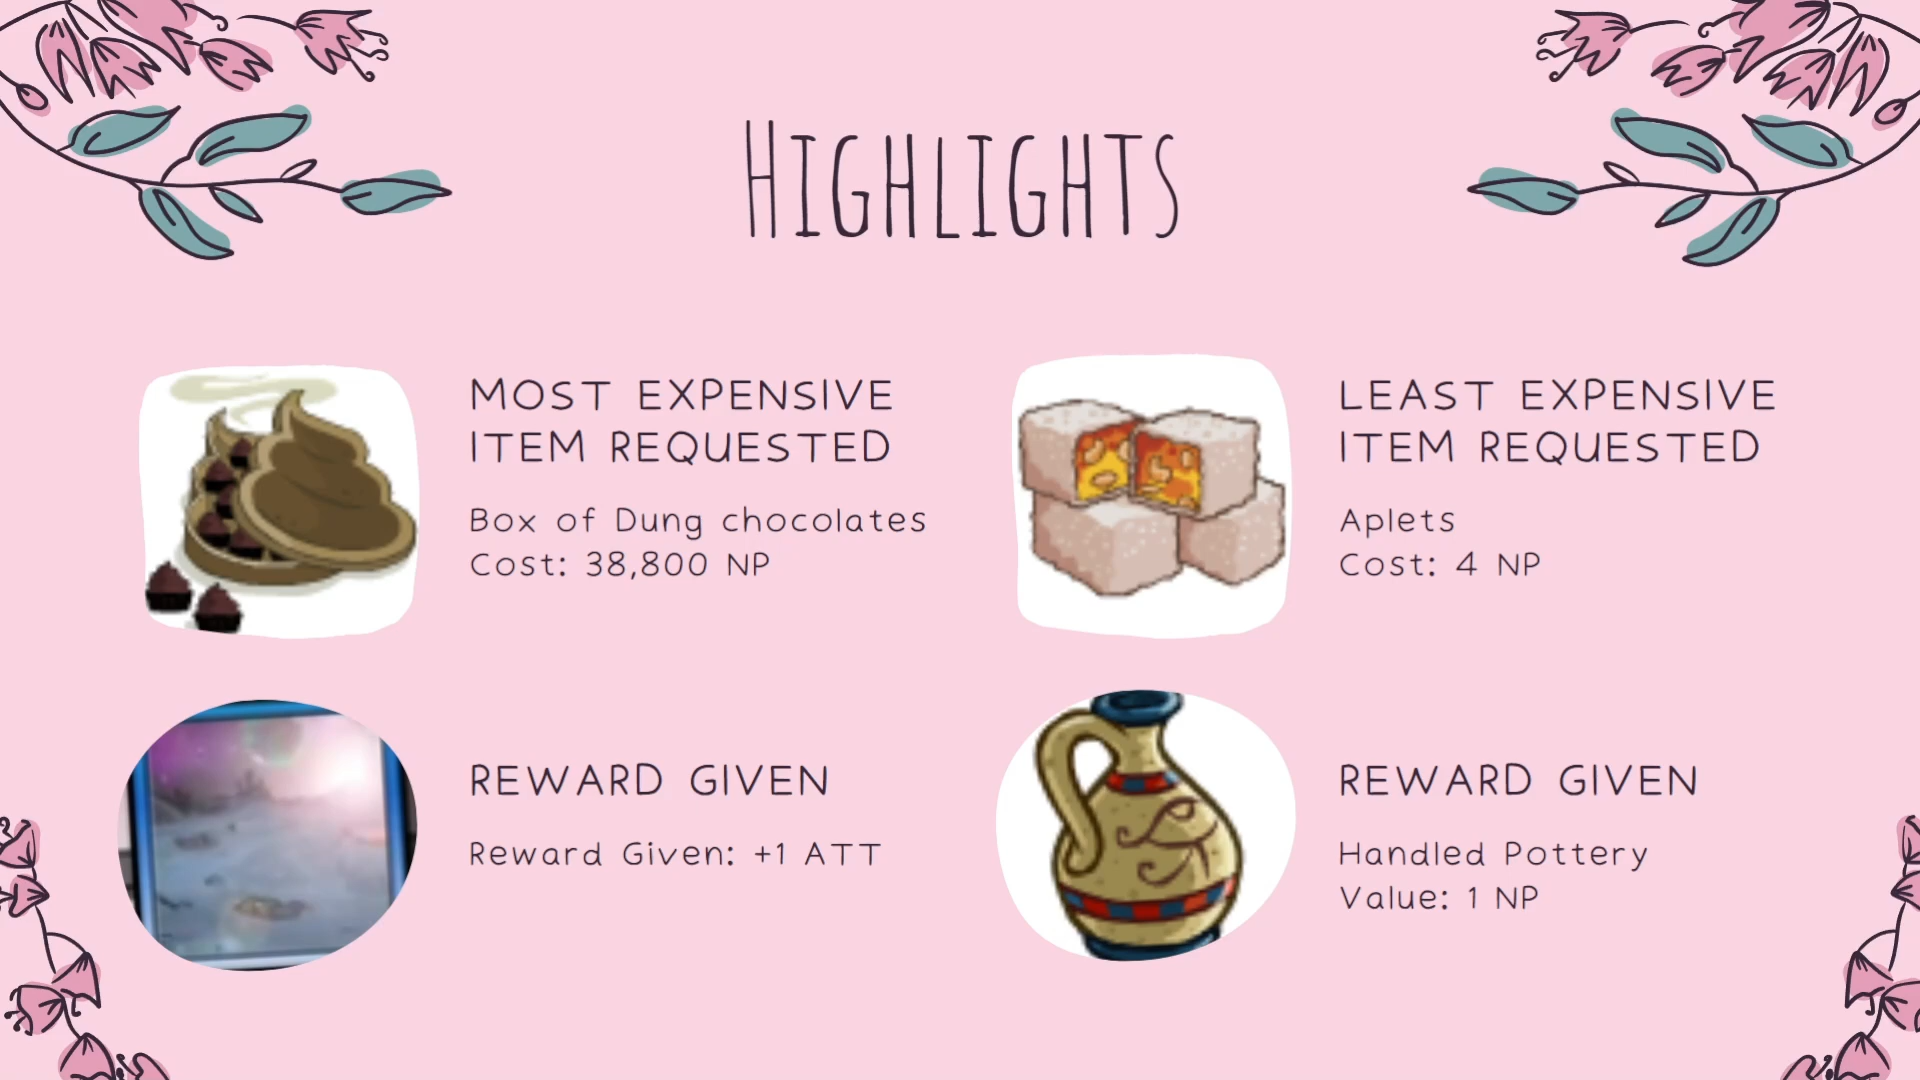 HIGHLIGHTS
MOST EXPENSIVE
ITEM REQUESTED
Box of Dung chocolates
Cost: 38,800 NP
LEAST EXPENSIVE
ITEM REQUESTED
Aplets
Cost: 4 NP
REWARD GIVEN
Reward Given: +1 ATT
REWARD GIVEN
Handled Pottery
Value: 1 NP